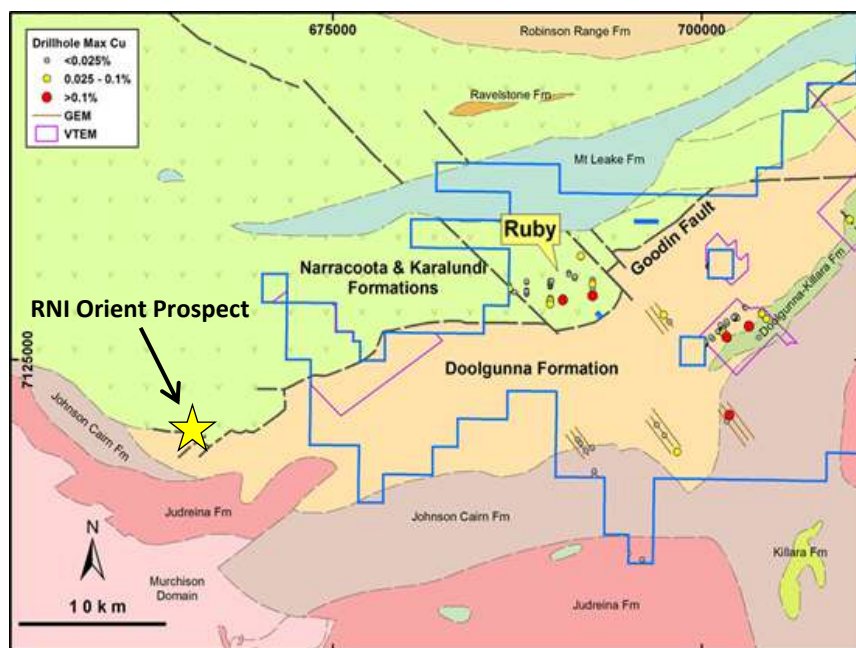 675000
700000
Drillhole Max Cu
<0.025%
0.025 - 0.1%
>0.1%
GEM
VTEM
Robinson Range Fm
Ravelstone Fm
Mt Leake Fm
Ruby
Goodin Fault
Narracoota & Karalundi
Formations
Doolgunna-Killara Fm
RNI Orient Prospect
7125000
Doolgunna Formation
Johnson Cairn Fm
Judreina Fm
Johnson Cairn Fm
N
Murchison
Domain
Killara Fm
10 km
Judreina Fm